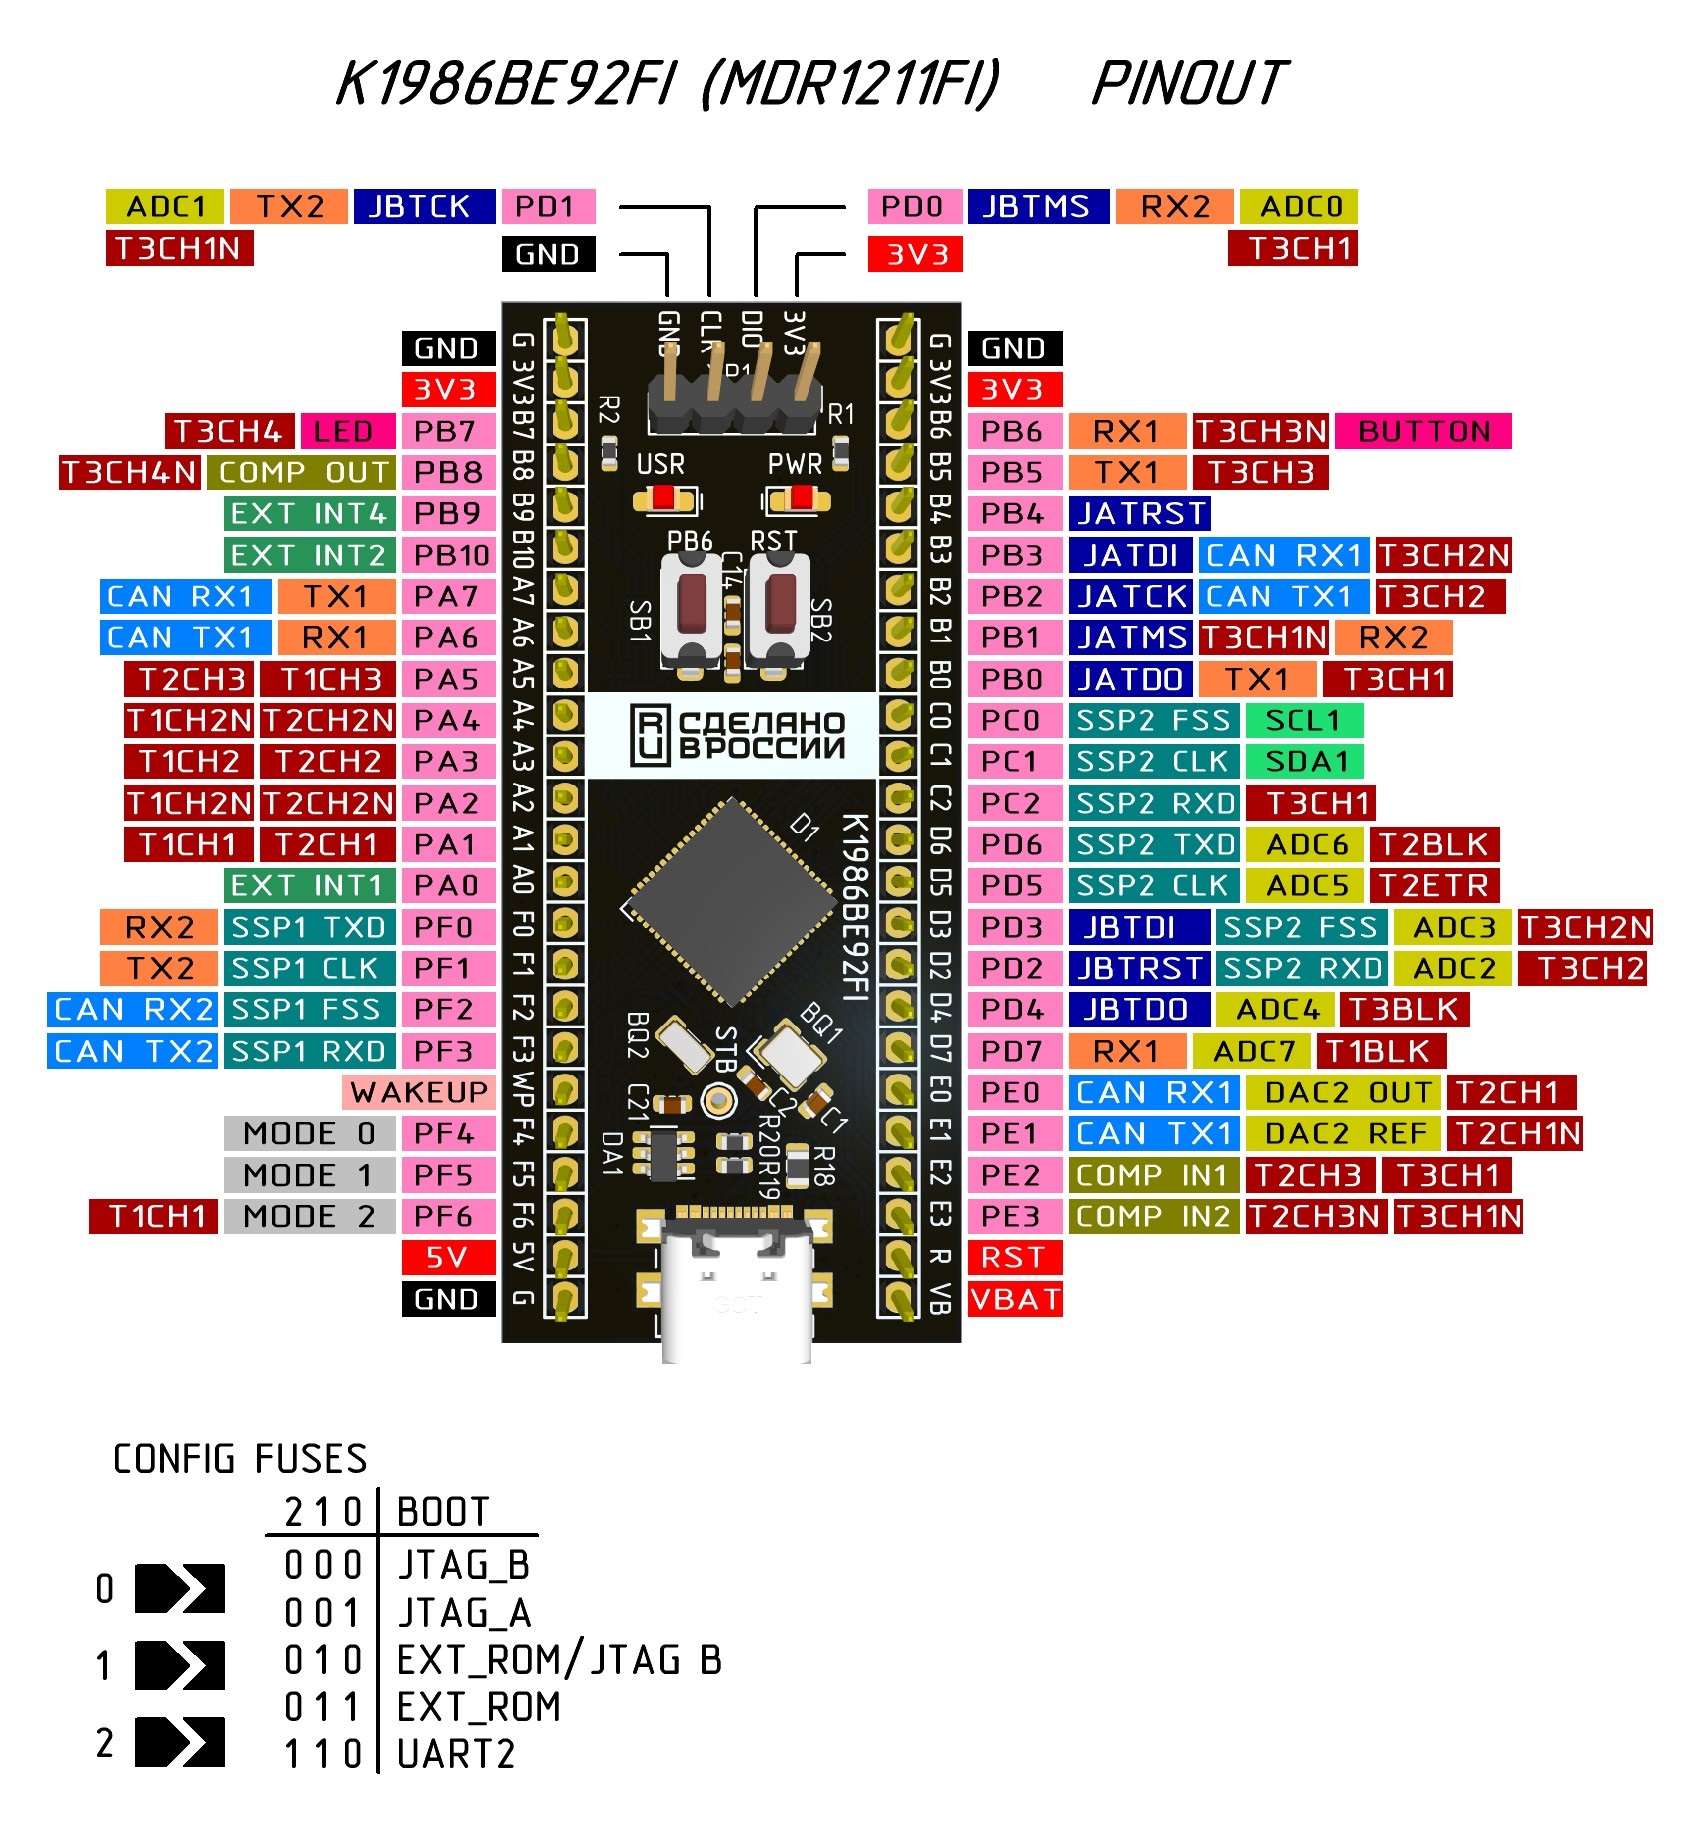 K1986BE92FI (MDR1211FI) PINOUT
ADC1 TX2 JBTCK PD1 PD0 JBTMS RX2 ADC0
T3CH1N GND 3V3 T3CH1
GND CLK DIO 3V3
GND G G GND
3V3 3V3 3V3 3V3
T3CH4 LED PB7 B7 R2 R1 B6 PB6 RX1 T3CH3N BUTTON
T3CH4N COMP OUT PB8 B8 USR PWR B5 PB5 TX1 T3CH3
EXT INT4 PB9 B9 B4 PB4 JATRST
EXT INT2 PB10 B10 PB6 C14 RST B3 PB3 JATDI CAN RX1 T3CH2N
CAN RX1 TX1 PA7 A7 B2 PB2 JATCK CAN TX1 T3CH2
CAN TX1 RX1 PA6 A6 SB1 SB2 B1 PB1 JATMS T3CH1N RX2
T2CH3 T1CH3 PA5 A5 B0 PB0 JATDO TX1 T3CH1
T1CH2N T2CH2N PA4 A4 СДЕЛАНО C0 PC0 SSP2 FSS SCL1
T1CH2 T2CH2 PA3 A3 В РОССИИ C1 PC1 SSP2 CLK SDA1
T1CH2N T2CH2N PA2 A2 D1 C2 PC2 SSP2 RXD T3CH1
T1CH1 T2CH1 PA1 A1 D6 PD6 SSP2 TXD ADC6 T2BLK
EXT INT1 PA0 A0 K1986BE92FI D5 PD5 SSP2 CLK ADC5 T2ETR
RX2 SSP1 TXD PF0 F0 D3 PD3 JBTDI SSP2 FSS ADC3 T3CH2N
TX2 SSP1 CLK PF1 F1 D2 PD2 JBTRST SSP2 RXD ADC2 T3CH2
CAN RX2 SSP1 FSS PF2 F2 BQ2 STB BQ1 D4 PD4 JBTDO ADC4 T3BLK
CAN TX2 SSP1 RXD PF3 F3 D7 PD7 RX1 ADC7 T1BLK
WAKEUP WP C21 C2 C1 E0 PE0 CAN RX1 DAC2 OUT T2CH1
MODE 0 PF4 F4 DA1 R20 E1 PE1 CAN TX1 DAC2 REF T2CH1N
MODE 1 PF5 F5 R19 R18 E2 PE2 COMP IN1 T2CH3 T3CH1
T1CH1 MODE 2 PF6 F6 E3 PE3 COMP IN2 T2CH3N T3CH1N
5V 5V R RST
GND G VB VBAT
CONFIG FUSES
2 1 0 BOOT
0 0 0 JTAG_B
0
0 0 1 JTAG_A
0 1 0 EXT_ROM/JTAG B
1
0 1 1 EXT_ROM
2
1 1 0 UART2